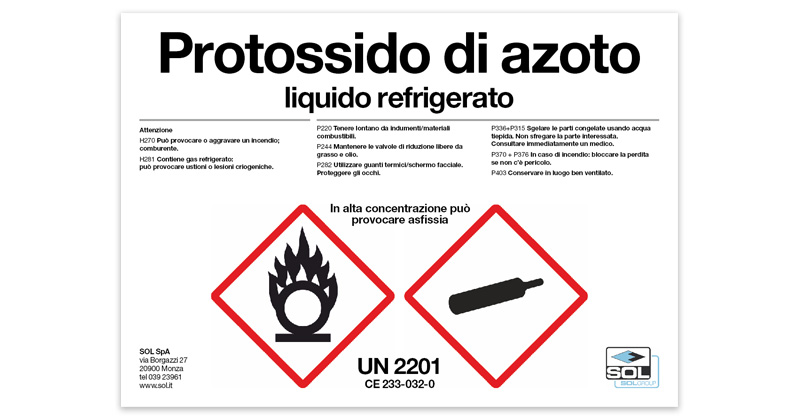 Protossido di azoto
liquido refrigerato
Attenzione
H270 Può provocare o aggravare un incendio;
comburente.
H281 Contiene gas refrigerato:
può provocare ustioni o lesioni criogeniche.
P220 Tenere lontano da indumenti/materiali
combustibili.
P244 Mantenere le valvole di riduzione libere da
grasso e olio.
P282 Utilizzare guanti termici/schermo facciale.
Proteggere gli occhi.
P336+P315 Sgelare le parti congelate usando acqua
tiepida. Non sfregare la parte interessata.
Consultare immediatamente un medico.
P370 + P376 In caso di incendio: bloccare la perdita
se non c'è pericolo.
P403 Conservare in luogo ben ventilato.
In alta concentrazione può
provocare asfissia
SOL SpA
via Borgazzi 27
20900 Monza
tel 039 23961
www.sol.it
UN 2201
CE 233-032-0
SOL
SOLGROUP